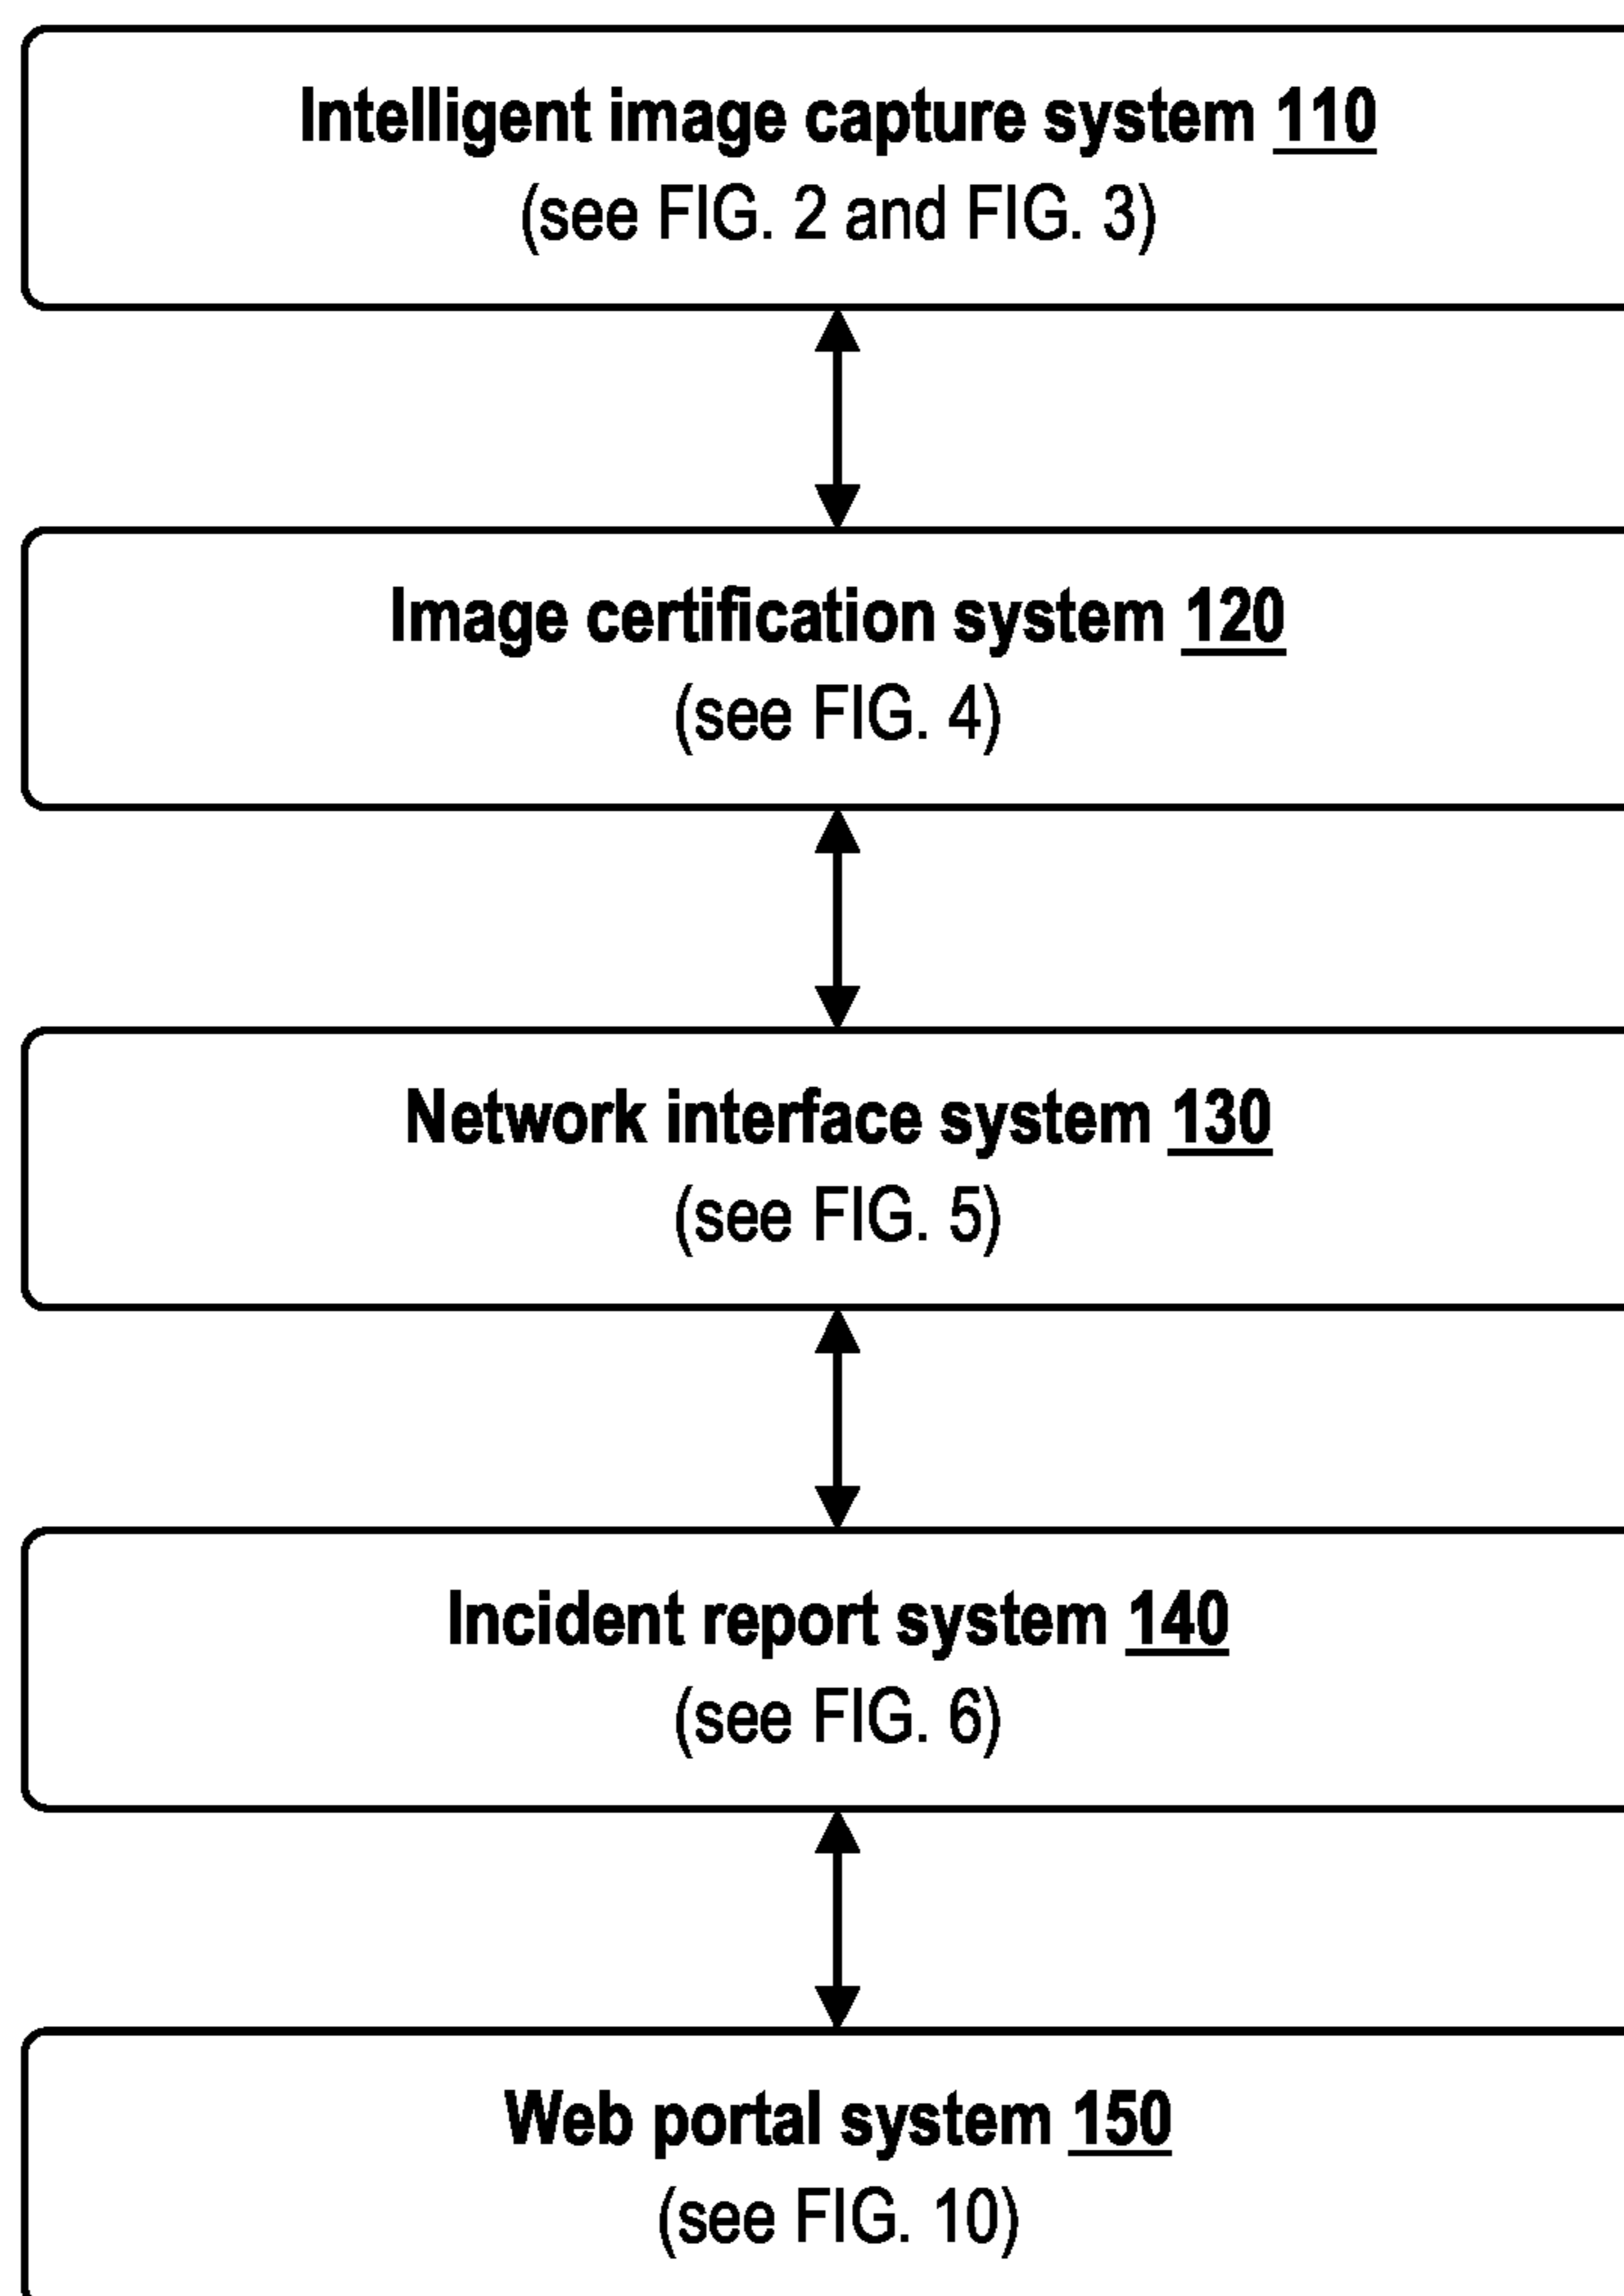 Intelligent image capture system 110
(see FIG. 2 and FIG. 3)
Image certification system 120
(see FIG. 4)
Network interface system 130
(see FIG. 5)
Incident report system 140
(see FIG. 6)
Web portal system 150
(see FIG. 10)